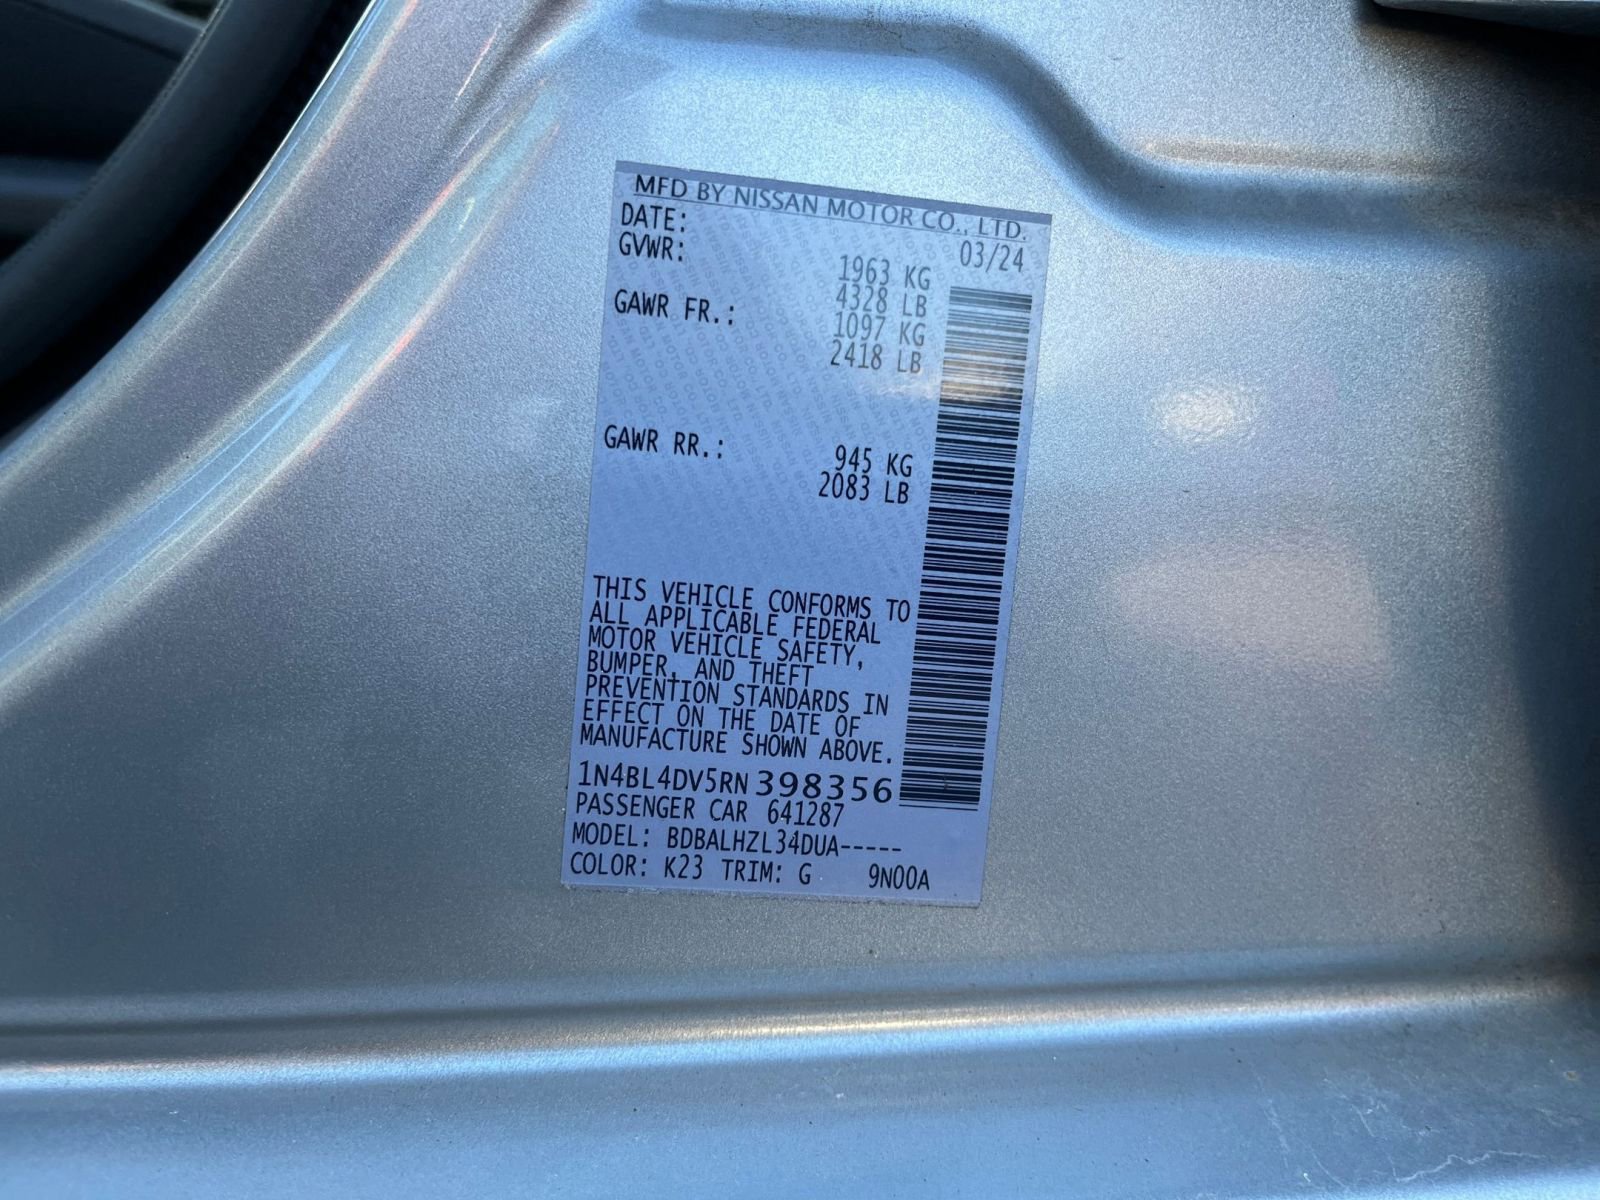 MFD BY NISSAN MOTOR CO., LTD.
DATE: 03/24
GVWR: 1963 KG
4328 LB
GAWR FR.: 1097 KG
2418 LB
GAWR RR.: 945 KG
2083 LB
THIS VEHICLE CONFORMS TO
ALL APPLICABLE FEDERAL
MOTOR VEHICLE SAFETY,
BUMPER, AND THEFT
PREVENTION STANDARDS IN
EFFECT ON THE DATE OF
MANUFACTURE SHOWN ABOVE.
1N4BL4DV5RN398356
PASSENGER CAR 641287
MODEL: BDBALHZL34DUA-----
COLOR: K23 TRIM: G 9N00A